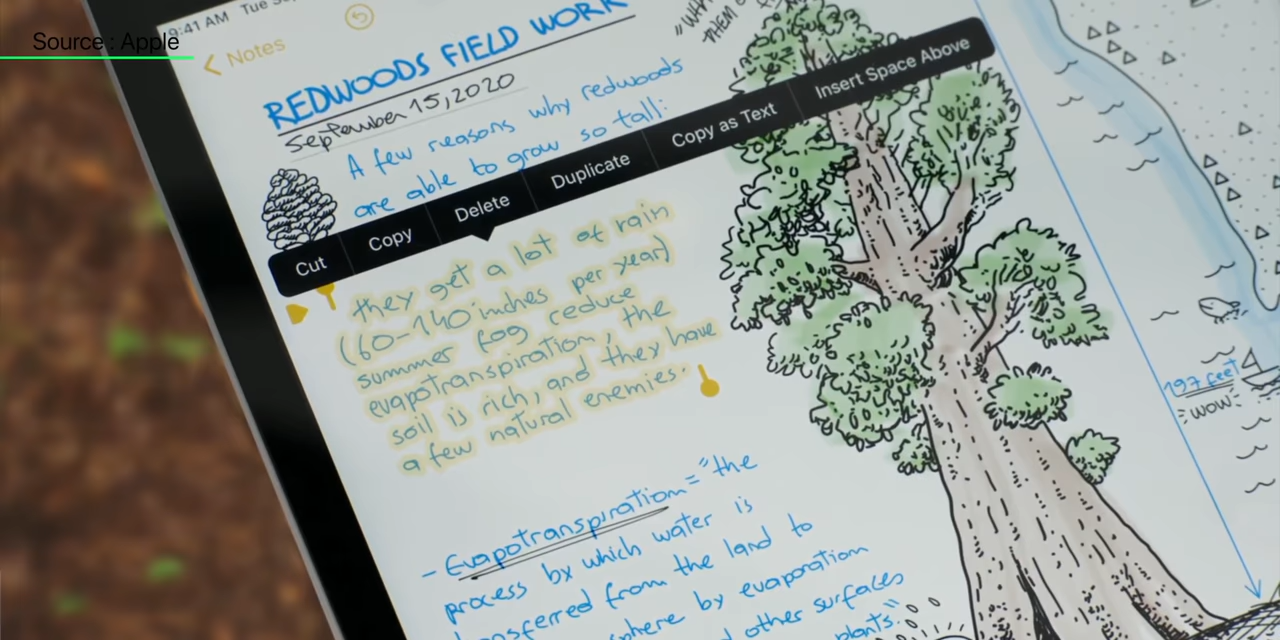 Source : Apple
9:41 AM Tue
Notes
REDWOODS FIELD WORK
September 15, 2020
A few reasons why redwoods
are able to grow so tall:
Cut
Copy
Delete
Duplicate
Copy as Text
Insert Space Above
they get a lot of rain
(60-140 inches per year)
summer fog reduce
evapotranspiration, the
soil is rich, and they have
a few natural enemies.
- Evapotranspiration = "the
process by which water is
transferred from the land to
by evaporation
other surfaces
plants."
197 feet
WOW